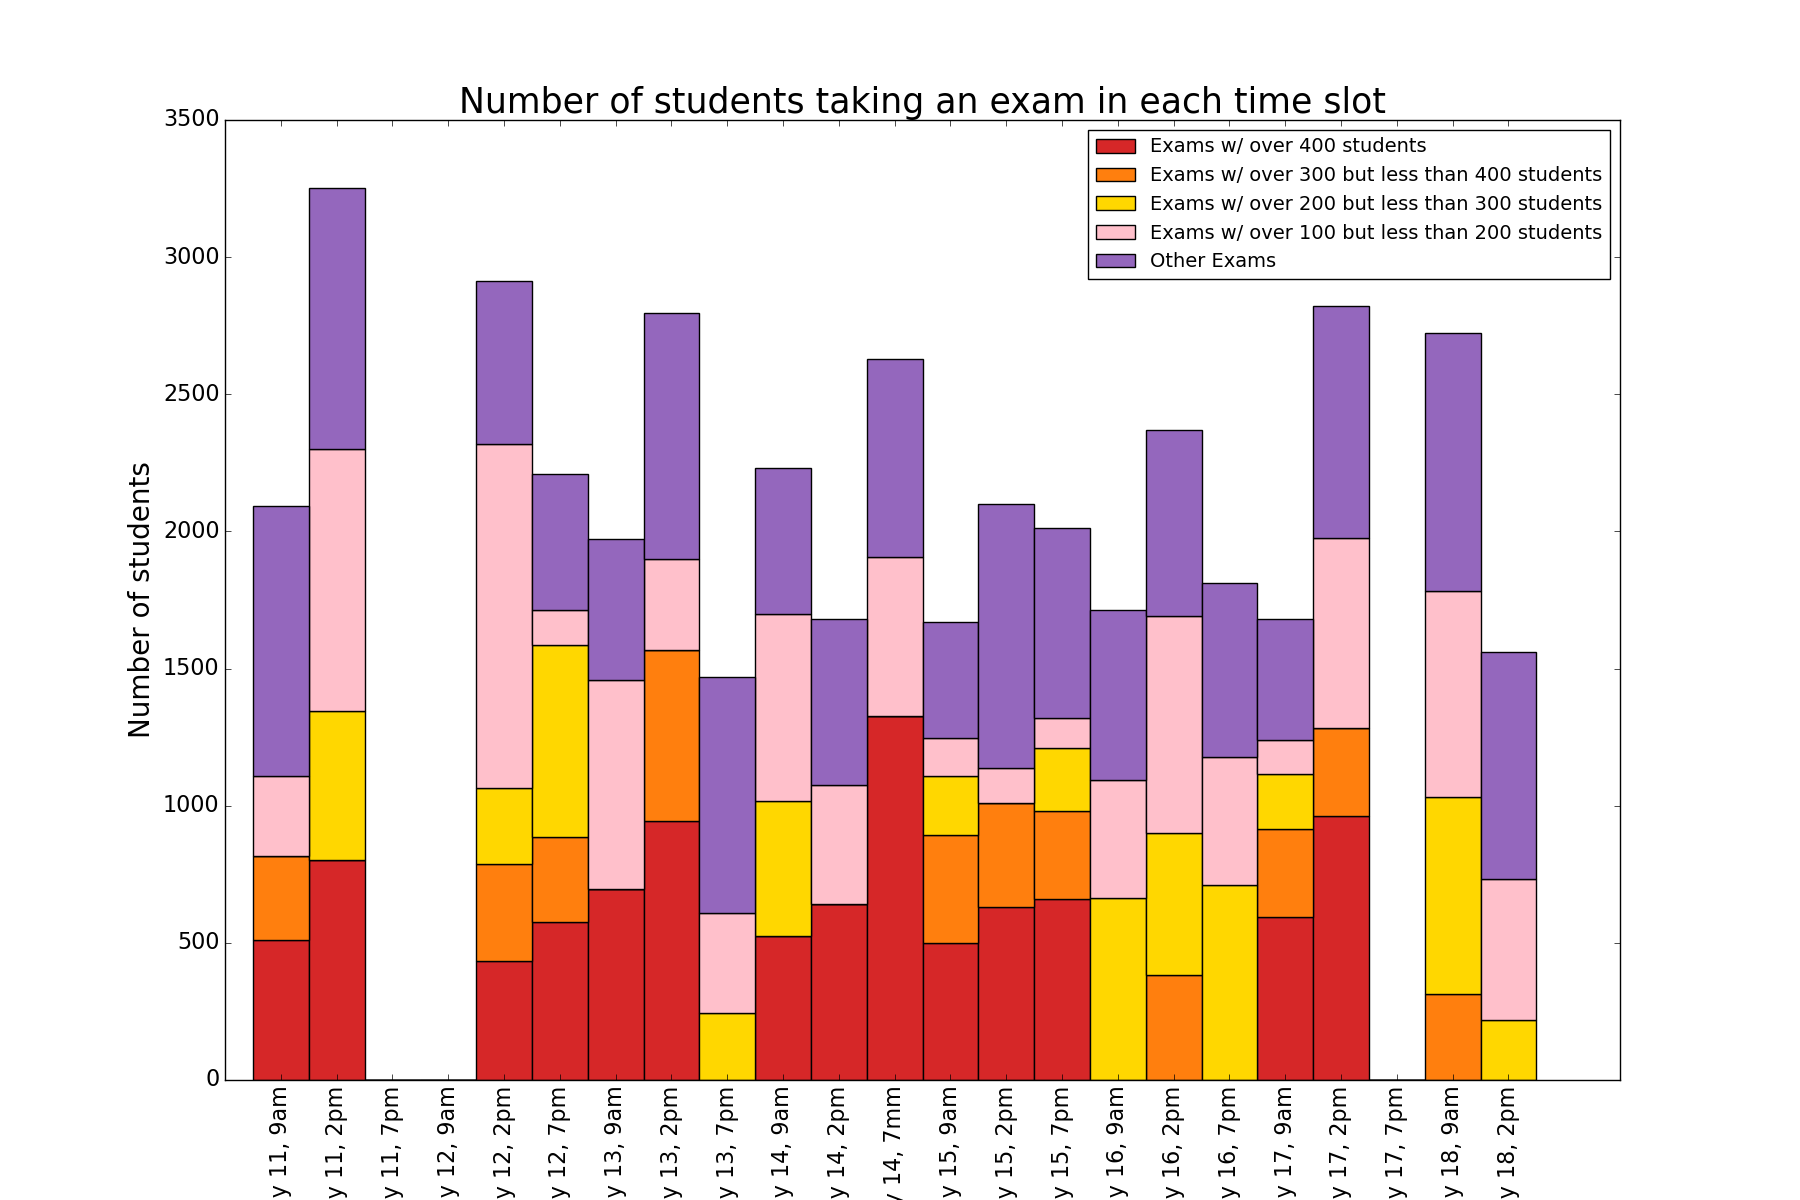 Number of students taking an exam in each time slot
Exams w/ over 400 students
Exams w/ over 300 but less than 400 students
Exams w/ over 200 but less than 300 students
Exams w/ over 100 but less than 200 students
Other Exams
Number of students
3500
3000
2500
2000
1500
1000
500
0
y 11, 9am
y 11, 2pm
y 11, 7pm
y 12, 9am
y 12, 2pm
y 12, 7pm
y 13, 9am
y 13, 2pm
y 13, 7pm
y 14, 9am
y 14, 2pm
y 14, 7mm
y 15, 9am
y 15, 2pm
y 15, 7pm
y 16, 9am
y 16, 2pm
y 16, 7pm
y 17, 9am
y 17, 2pm
y 17, 7pm
y 18, 9am
y 18, 2pm